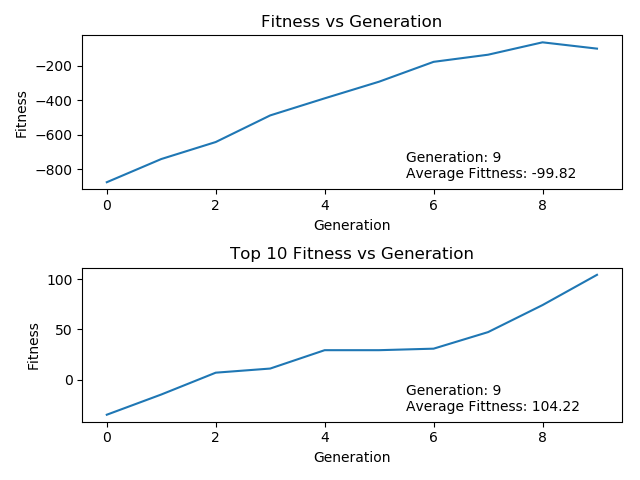 Fitness vs Generation
−200
−400
−600
−800
Fitness
0 2 4 6 8
Generation
Generation: 9
Average Fittness: -99.82
Top 10 Fitness vs Generation
100
50
0
Fitness
0 2 4 6 8
Generation
Generation: 9
Average Fittness: 104.22